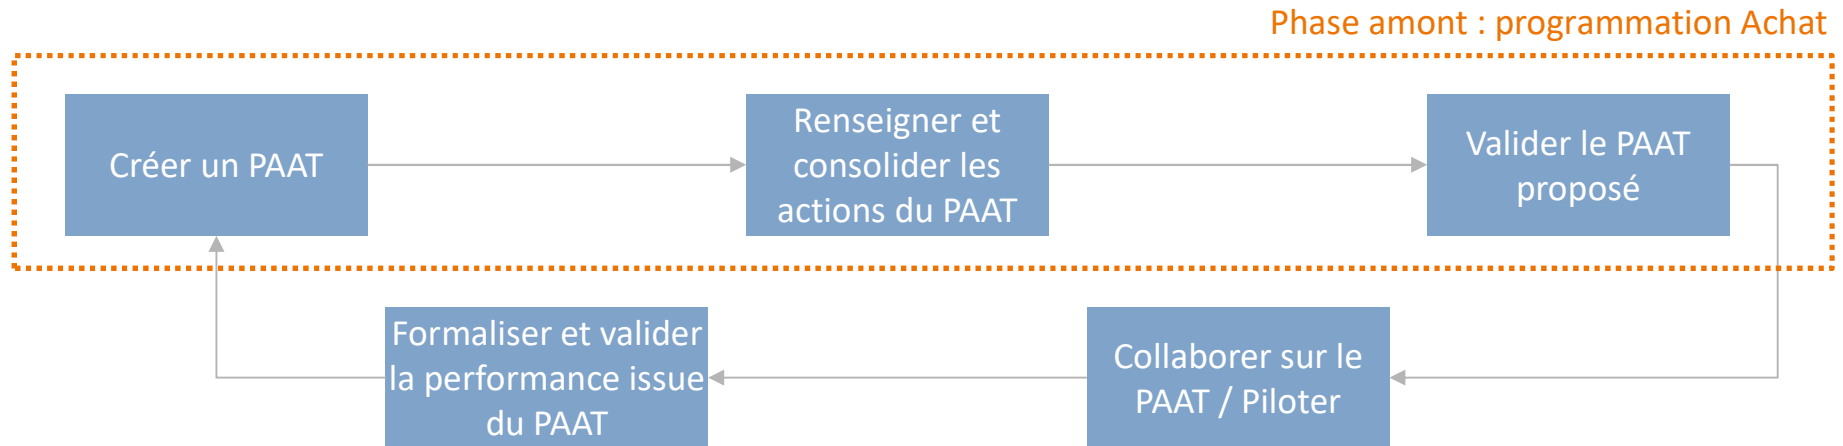 Phase amont : programmation Achat
Créer un PAAT
Renseigner et
consolider les
actions du PAAT
Valider le PAAT
proposé
Formaliser et valider
la performance issue
du PAAT
Collaborer sur le
PAAT / Piloter